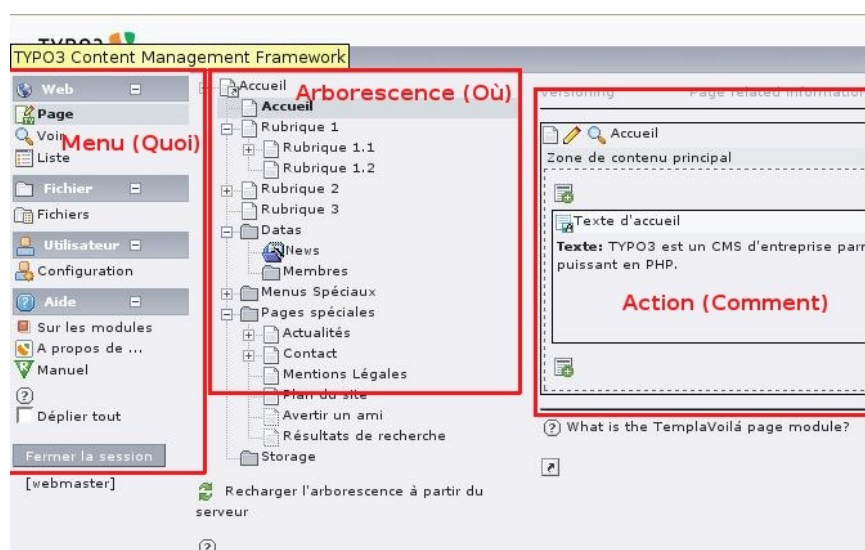 TYPO3
TYPO3 Content Management Framework
Web
Page
Voir
Liste
Menu (Quoi)
Fichier
Fichiers
Utilisateur
Configuration
Aide
Sur les modules
A propos de ...
Manuel
Déplier tout
Fermer la session
[webmaster]
Arborescence (Où)
Accueil
Accueil
Rubrique 1
Rubrique 1.1
Rubrique 1.2
Rubrique 2
Rubrique 3
Datas
News
Membres
Menus Spéciaux
Pages spéciales
Actualités
Contact
Mentions Légales
Plan du site
Avertir un ami
Résultats de recherche
Storage
Recharger l'arborescence à partir du
serveur
Versioning Page related information
Accueil
Zone de contenu principal
Texte d'accueil
Texte: TYPO3 est un CMS d'entreprise
puissant en PHP.
Action (Comment)
What is the TemplaVoilá page module?